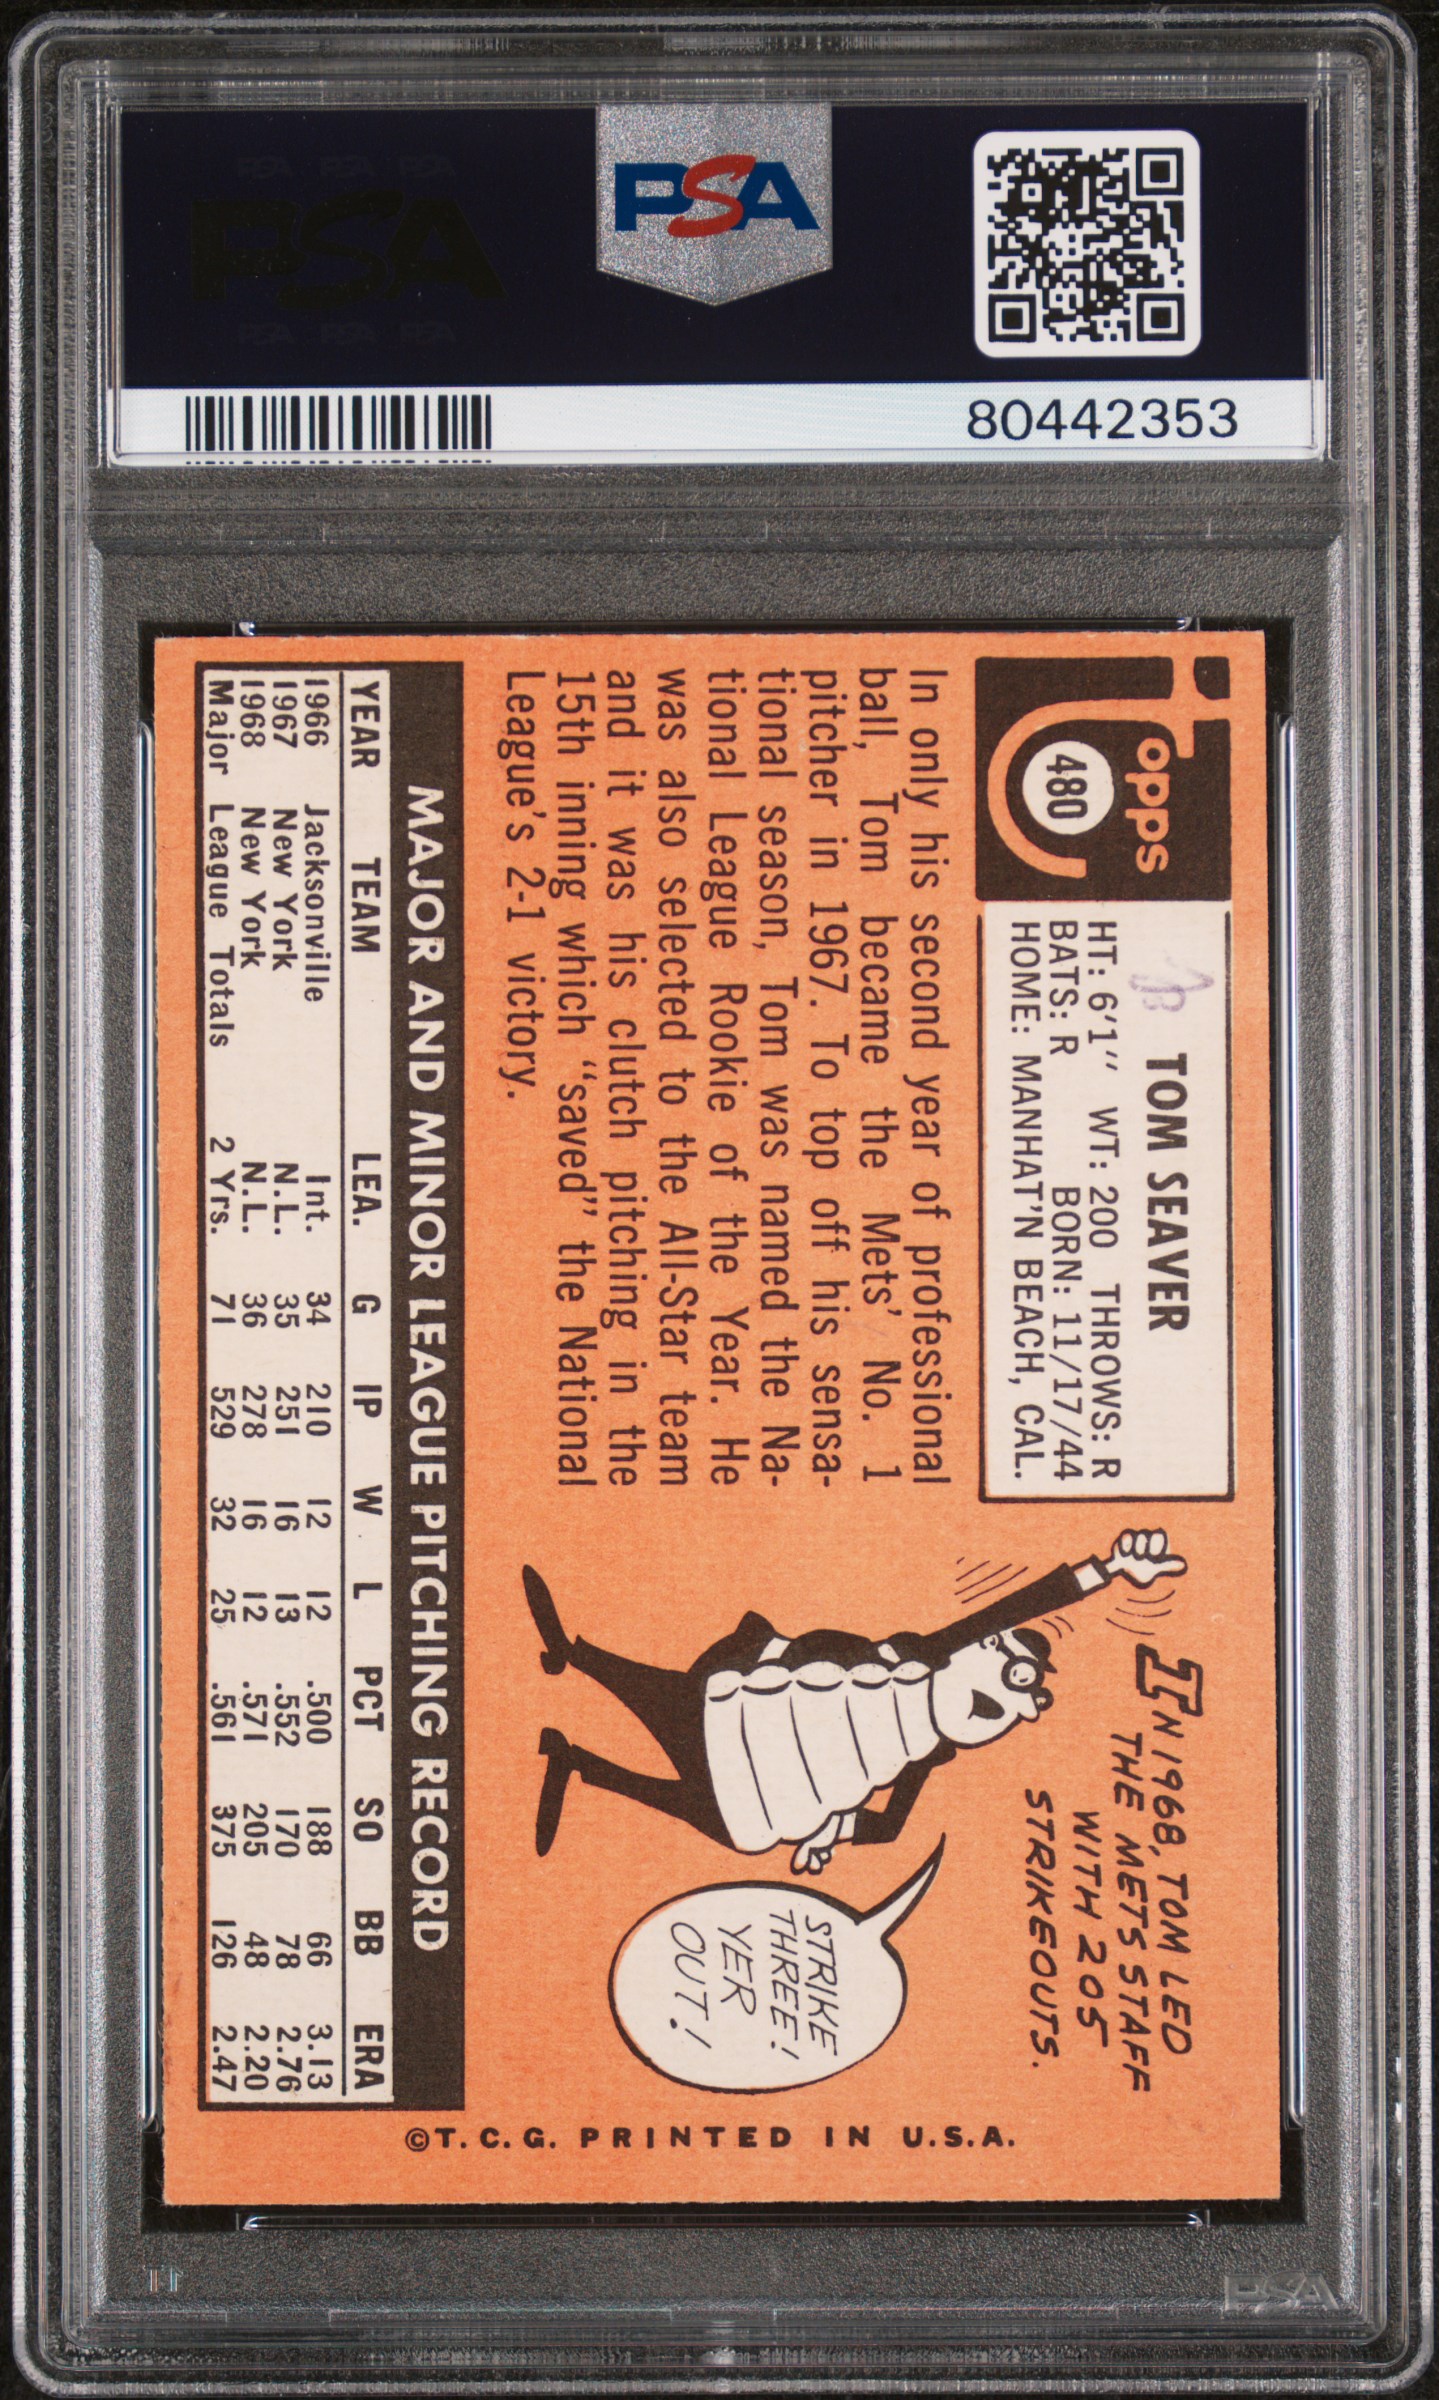 PSA
80442353
Topps
480
TOM SEAVER
HT: 6'1" WT: 200 THROWS: R
BATS: R BORN: 11/17/44
HOME: MANHAT'N BEACH, CAL.
In only his second year of professional
ball, Tom became the Mets' No. 1
pitcher in 1967. To top off his sensa-
tional season, Tom was named the Na-
tional League Rookie of the Year. He
was also selected to the All-Star team
and it was his clutch pitching in the
15th inning which "saved" the National
League's 2-1 victory.
IN 1968, TOM LED
THE METS STAFF
WITH 205
STRIKEOUTS.
STRIKE
THREE!
YER
OUT!
MAJOR AND MINOR LEAGUE PITCHING RECORD
YEAR TEAM LEA. G IP W L PCT SO BB ERA
1966 Jacksonville Int. 34 210 12 12 .500 188 66 3.13
1967 New York N.L. 35 251 16 13 .552 170 78 2.76
1968 New York N.L. 36 278 16 12 .571 205 48 2.20
Major League Totals 2 Yrs. 71 529 32 25 .561 375 126 2.47
©T.C.G. PRINTED IN U.S.A.
PSA